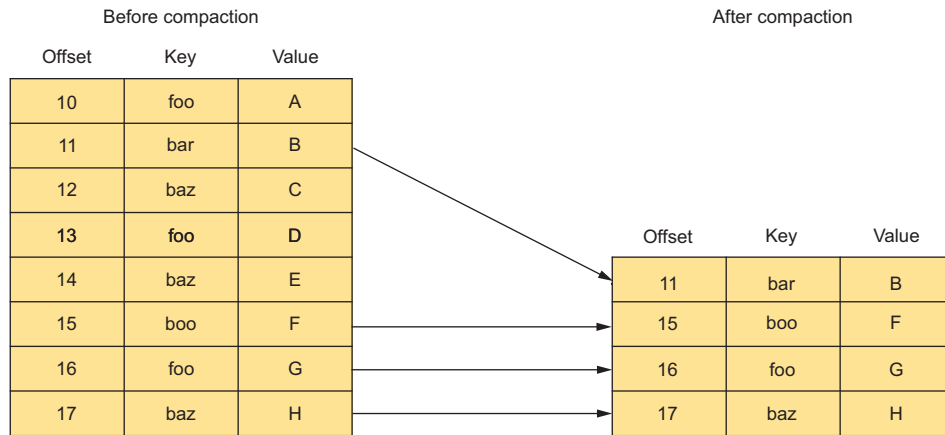 Before compaction
After compaction
Offset Key Value
10 foo A
11 bar B
12 baz C
13 foo D
14 baz E
15 boo F
16 foo G
17 baz H
Offset Key Value
11 bar B
15 boo F
16 foo G
17 baz H